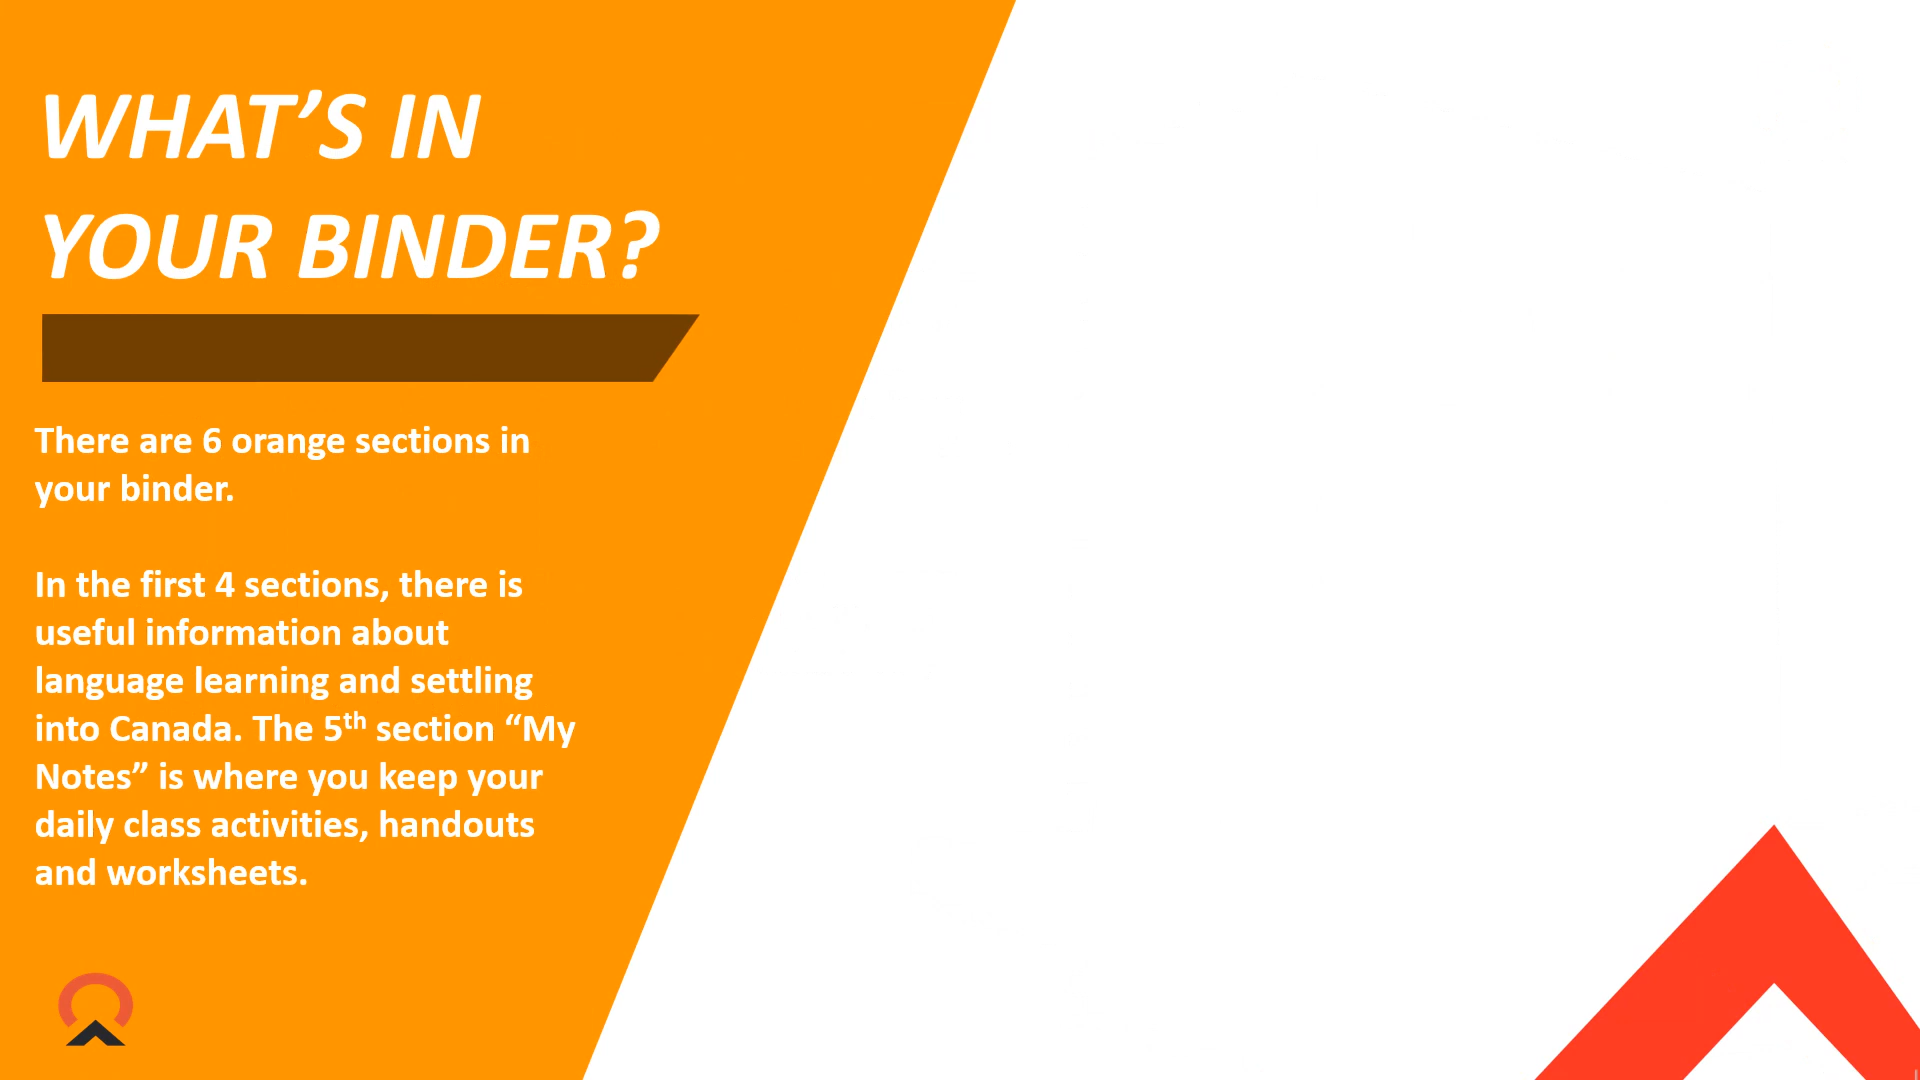 WHAT’S IN
YOUR BINDER?
There are 6 orange sections in
your binder.
In the first 4 sections, there is
useful information about
language learning and settling
into Canada. The 5th section “My
Notes” is where you keep your
daily class activities, handouts
and worksheets.